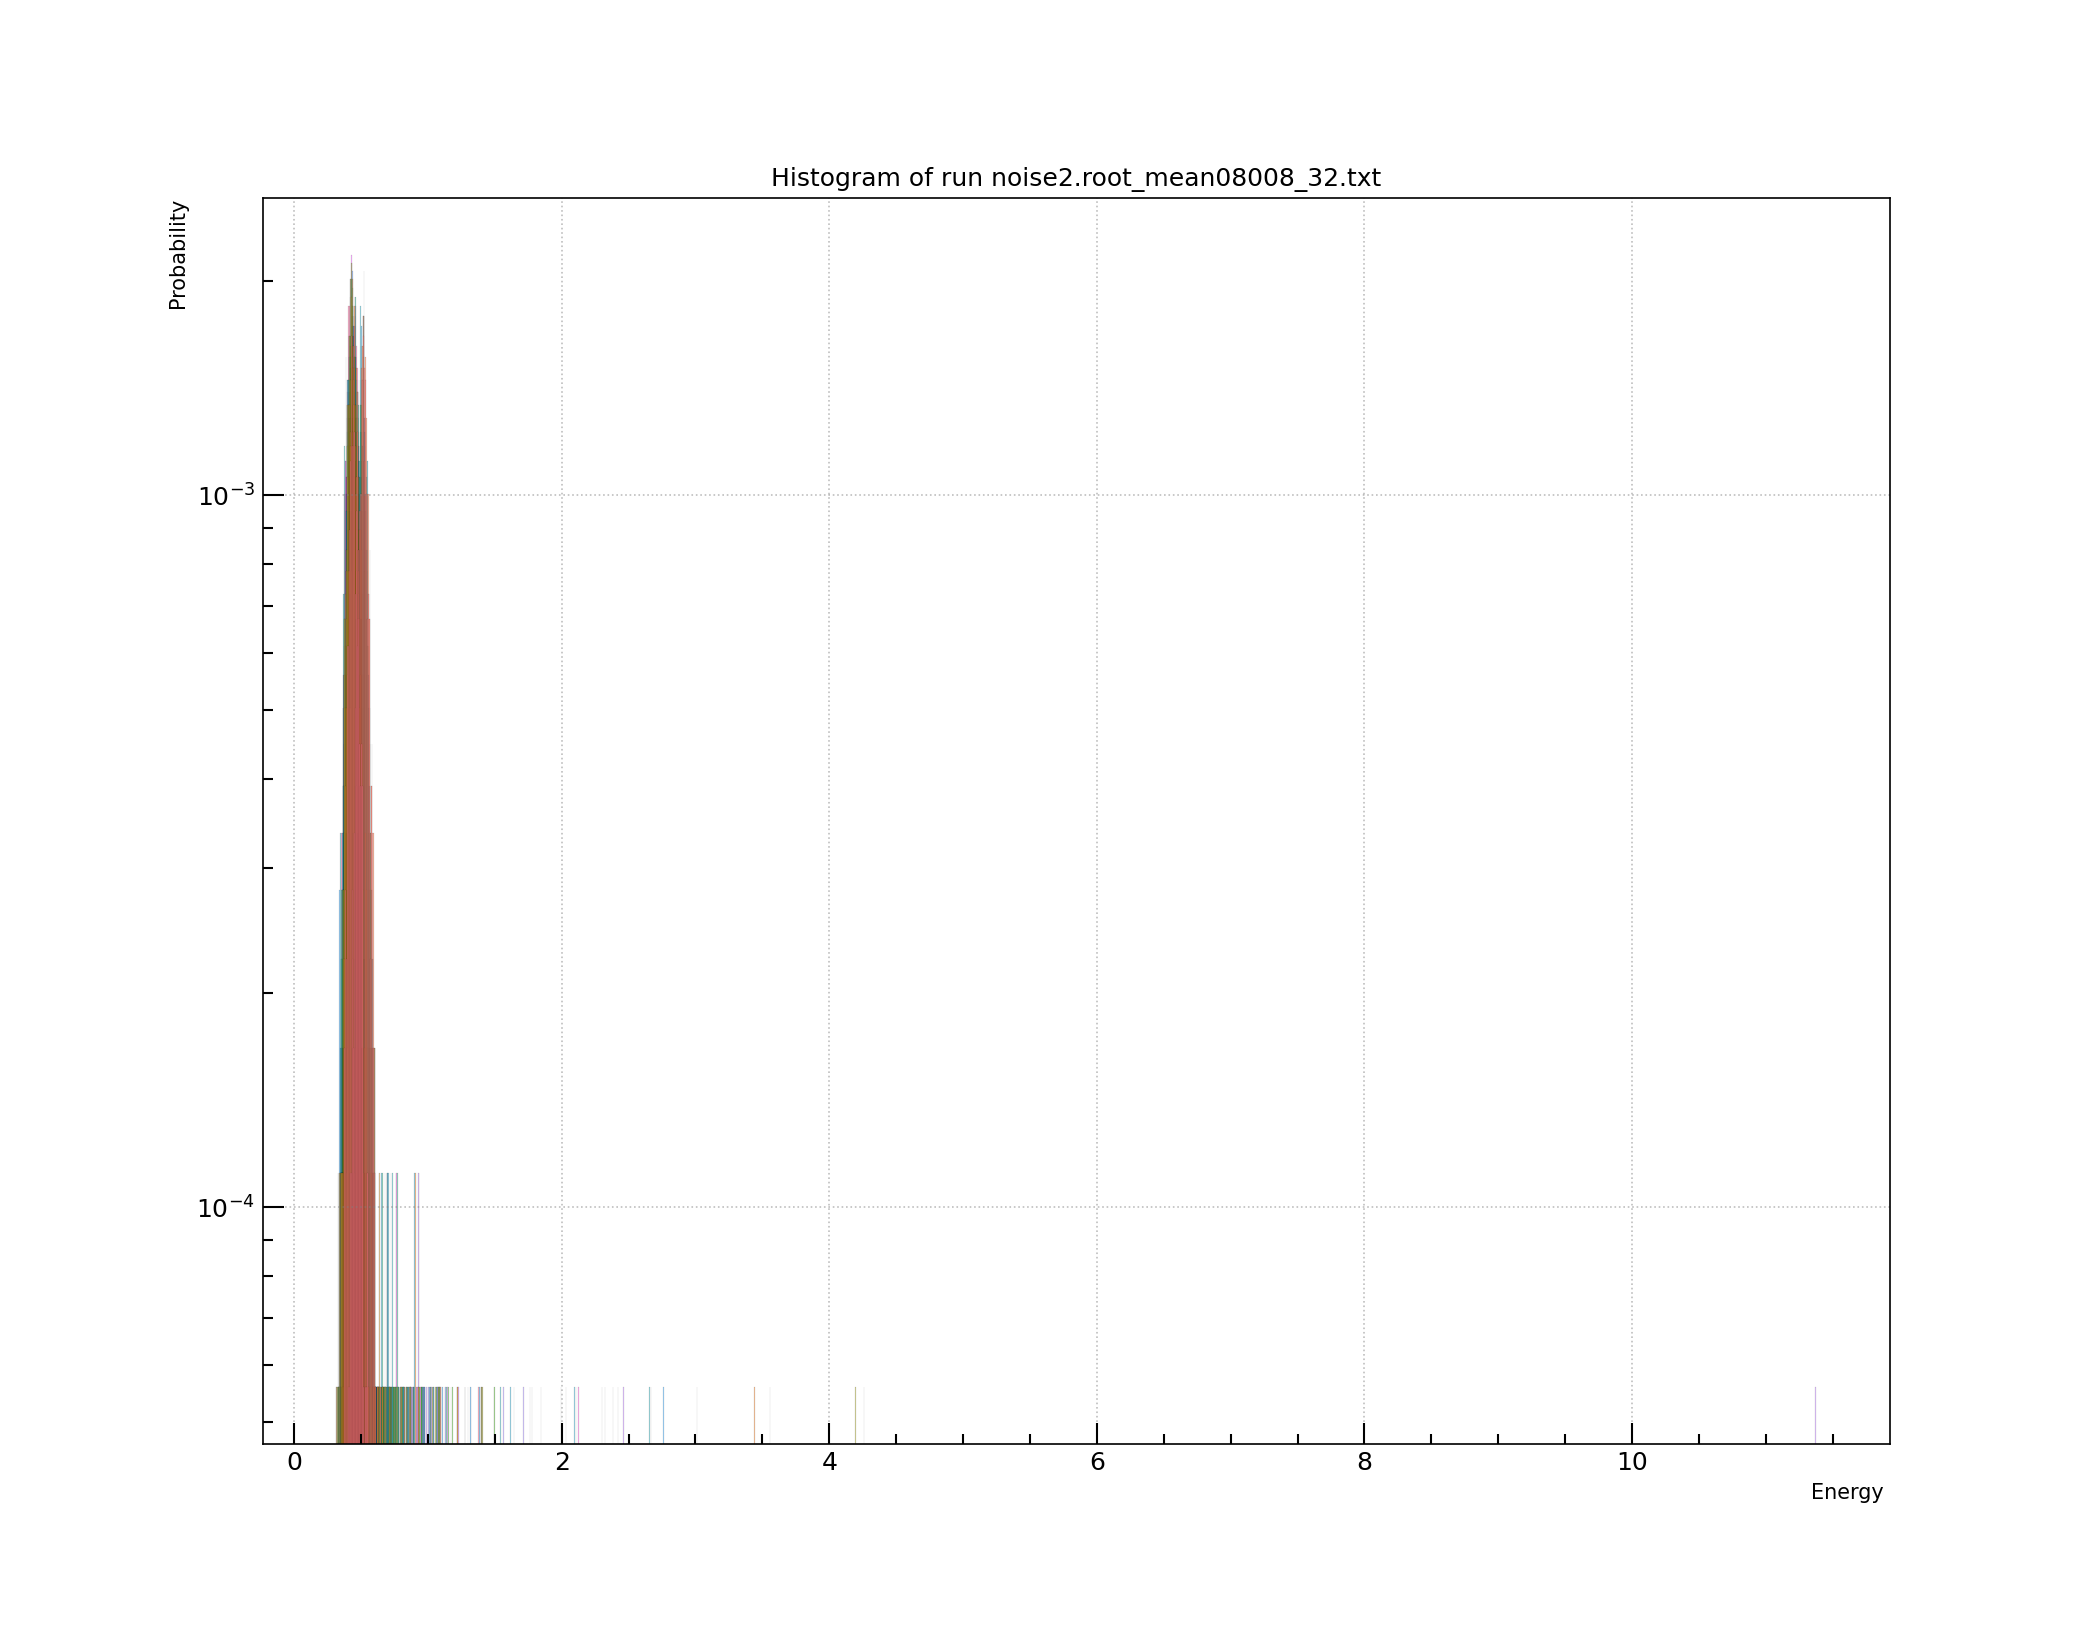 Histogram of run noise2.root_mean08008_32.txt
Probability
10⁻³
10⁻⁴
0 2 4 6 8 10
Energy